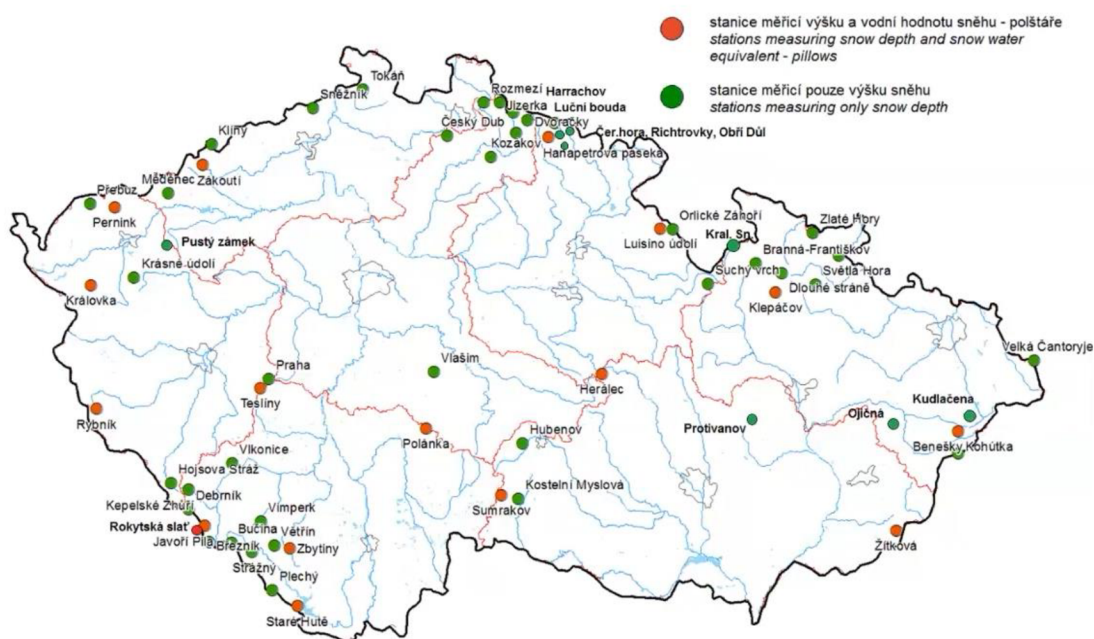 stanice měřicí výšku a vodní hodnotu sněhu - polštáře
stations measuring snow depth and snow water
equivalent - pillows
stanice měřicí pouze výšku sněhu
stations measuring only snow depth
Tokáň
Sněžník
Rozmezí
Harrachov
Jizerka
Luční bouda
Český Dub
Dvoračky
Čer.hora, Richtrovky, Obří Důl
Klíny
Kozákov
Hanapetrova paseka
Zákoutí
Měděnec
Přebuz
Pernink
Orlické Záhoří
Zlaté Hory
Luisino údolí
Kral. Sn.
Pustý zámek
Branná-Františkov
Krásné údolí
Suchý vrch
Světlá Hora
Královka
Dlouhé stráně
Klepáčov
Velká Čantoryje
Praha
Vlašim
Teslíny
Herálec
Kudlačena
Rybník
Ojičná
Protivanov
Polánka
Hubenov
Benešky
Kohútka
Vlkonice
Hojsova Stráž
Debrník
Kostelní Myslová
Kepelské Zhůří
Sumrakov
Vimperk
Rokytská slať
Bučina
Větřín
Javoří Pila
Březník
Zbytiny
Žítková
Strážný
Plechý
Staré Hutě